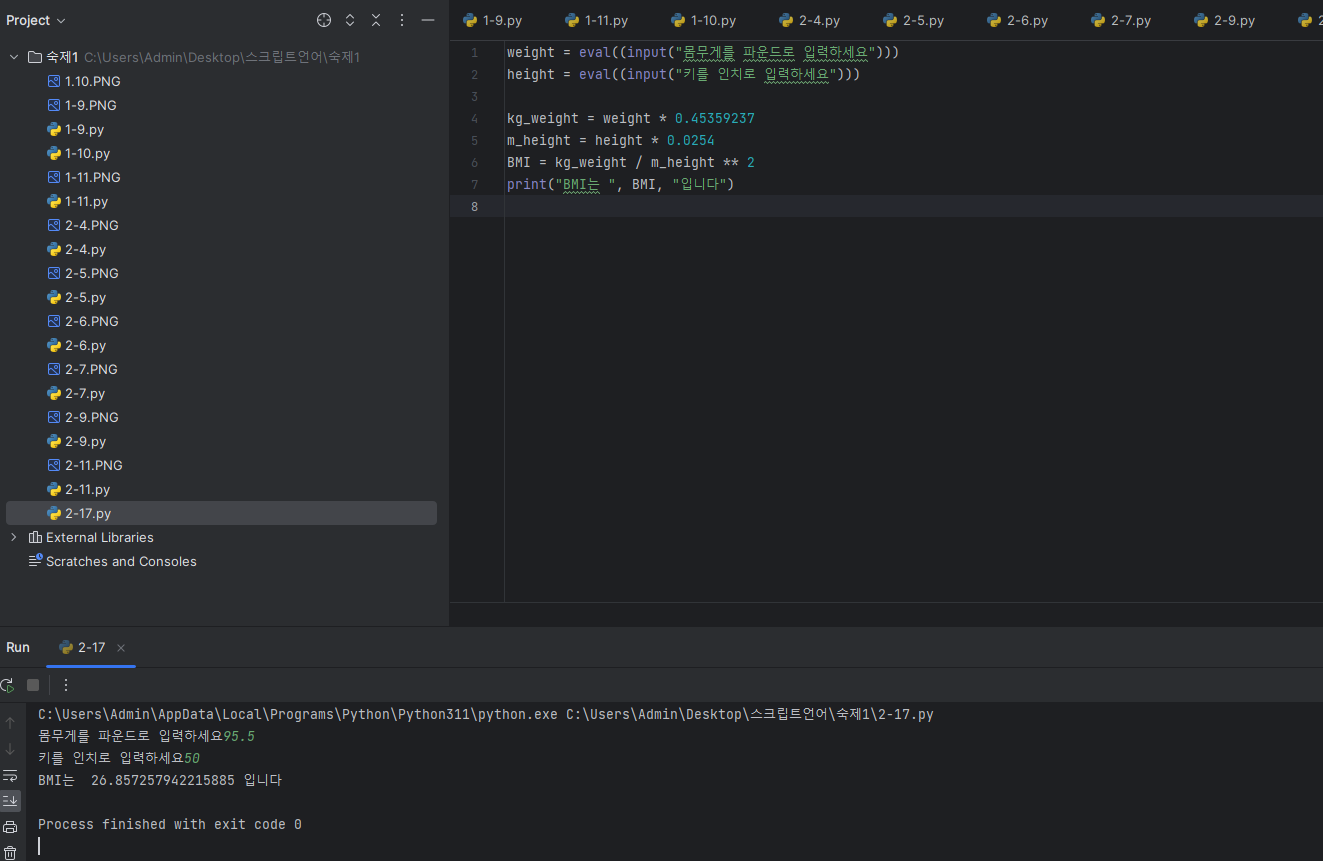 Project
숙제1 C:\Users\Admin\Desktop\스크립트언어\숙제1
1.10.PNG
1-9.PNG
1-9.py
1-10.py
1-11.PNG
1-11.py
2-4.PNG
2-4.py
2-5.PNG
2-5.py
2-6.PNG
2-6.py
2-7.PNG
2-7.py
2-9.PNG
2-9.py
2-11.PNG
2-11.py
2-17.py
External Libraries
Scratches and Consoles
1-9.py 1-11.py 1-10.py 2-4.py 2-5.py 2-6.py 2-7.py 2-9.py
1 weight = eval((input("몸무게를 파운드로 입력하세요")))
2 height = eval((input("키를 인치로 입력하세요")))
3
4 kg_weight = weight * 0.45359237
5 m_height = height * 0.0254
6 BMI = kg_weight / m_height ** 2
7 print("BMI는 ", BMI, "입니다")
8
Run 2-17
C:\Users\Admin\AppData\Local\Programs\Python\Python311\python.exe C:\Users\Admin\Desktop\스크립트언어\숙제1\2-17.py
몸무게를 파운드로 입력하세요95.5
키를 인치로 입력하세요50
BMI는  26.857257942215885 입니다
Process finished with exit code 0